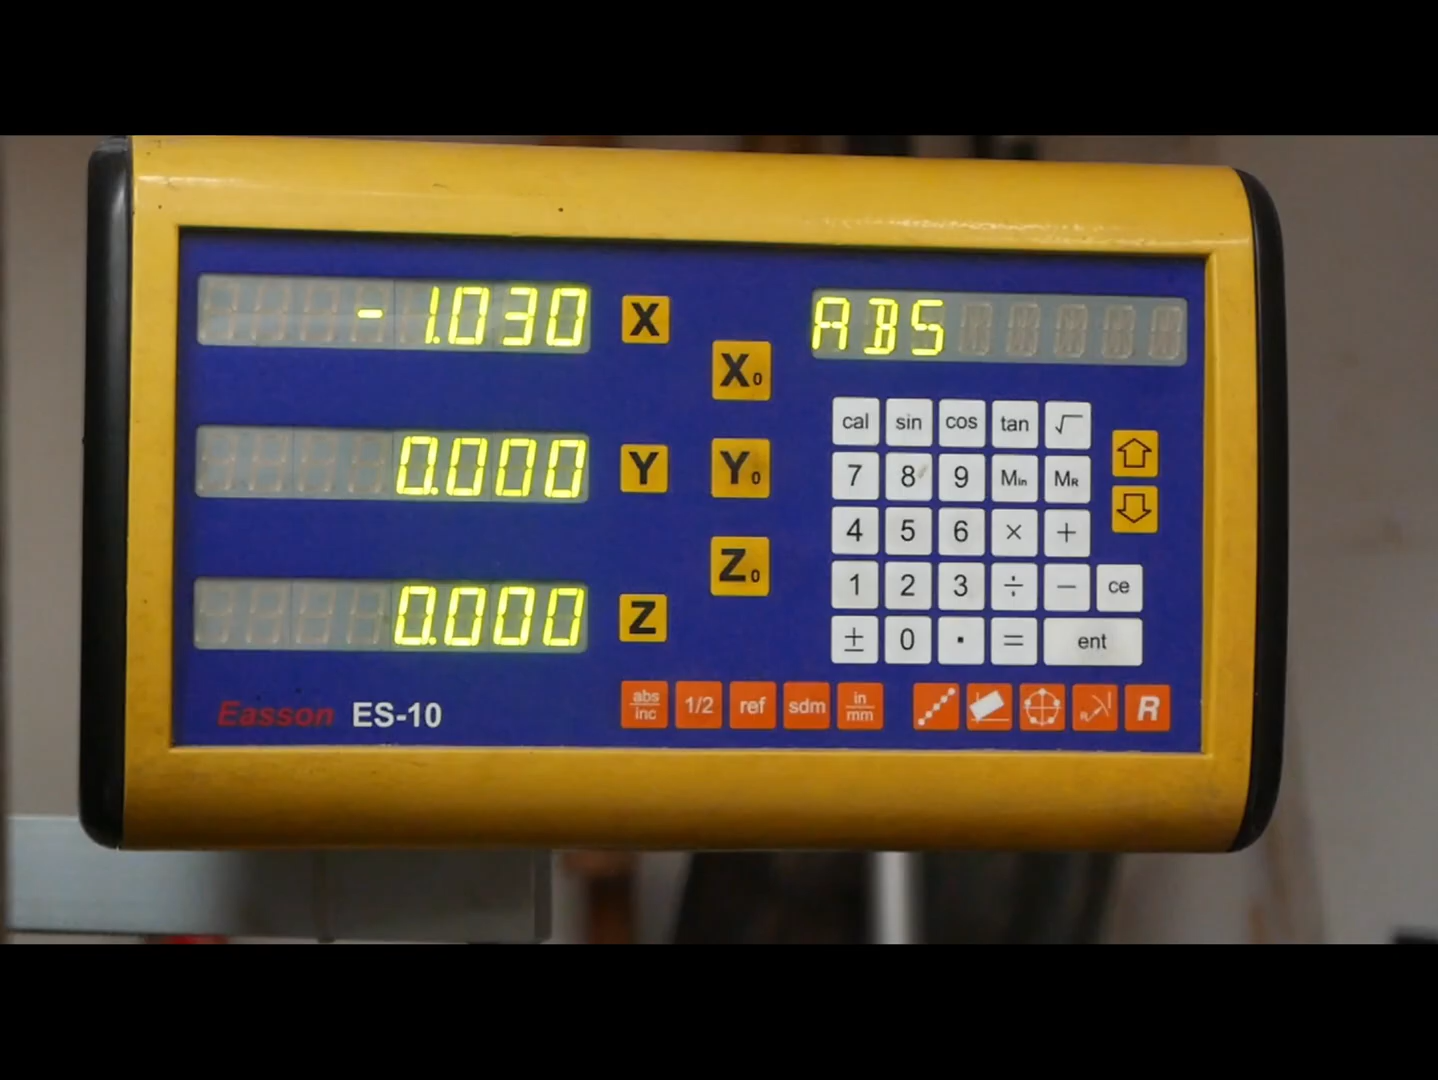 -1.030 X ABS
X0
0.000 Y Y0
0.000 Z Z0
cal sin cos tan √
7 8 9 Min MR
4 5 6 × +
1 2 3 ÷ − ce
± 0 . = ent
Easson ES-10
abs/inc 1/2 ref sdm in/mm R R